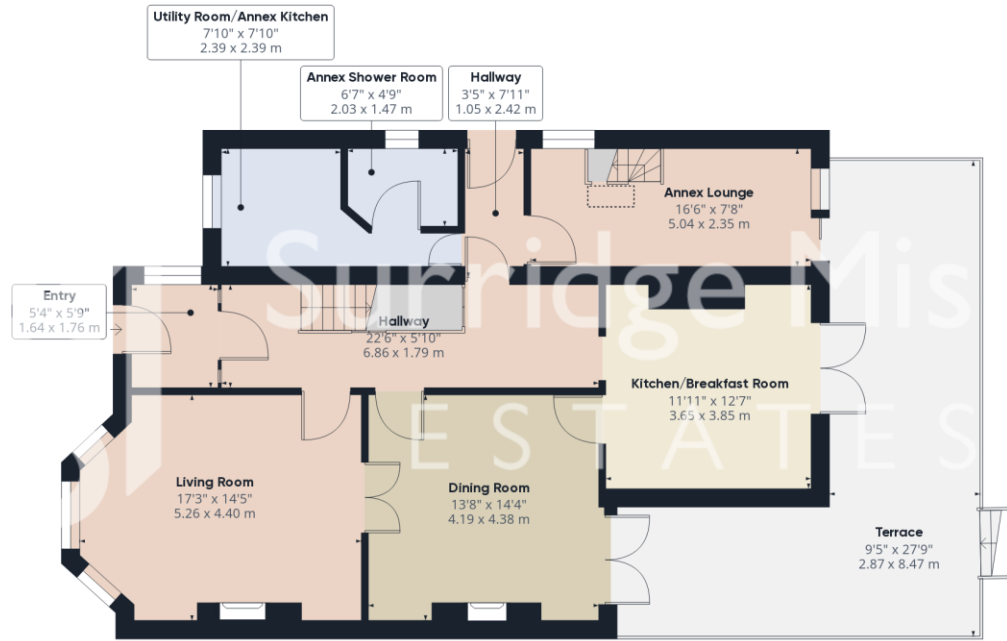 Utility Room/Annex Kitchen
7'10" x 7'10"
2.39 x 2.39 m
Annex Shower Room
6'7" x 4'9"
2.03 x 1.47 m
Hallway
3'5" x 7'11"
1.05 x 2.42 m
Annex Lounge
16'6" x 7'8"
5.04 x 2.35 m
Entry
5'4" x 5'9"
1.64 x 1.76 m
Hallway
22'6" x 5'10"
6.86 x 1.79 m
Kitchen/Breakfast Room
11'11" x 12'7"
3.65 x 3.85 m
Living Room
17'3" x 14'5"
5.26 x 4.40 m
Dining Room
13'8" x 14'4"
4.19 x 4.38 m
Terrace
9'5" x 27'9"
2.87 x 8.47 m
Surridge Mis
ESTATES